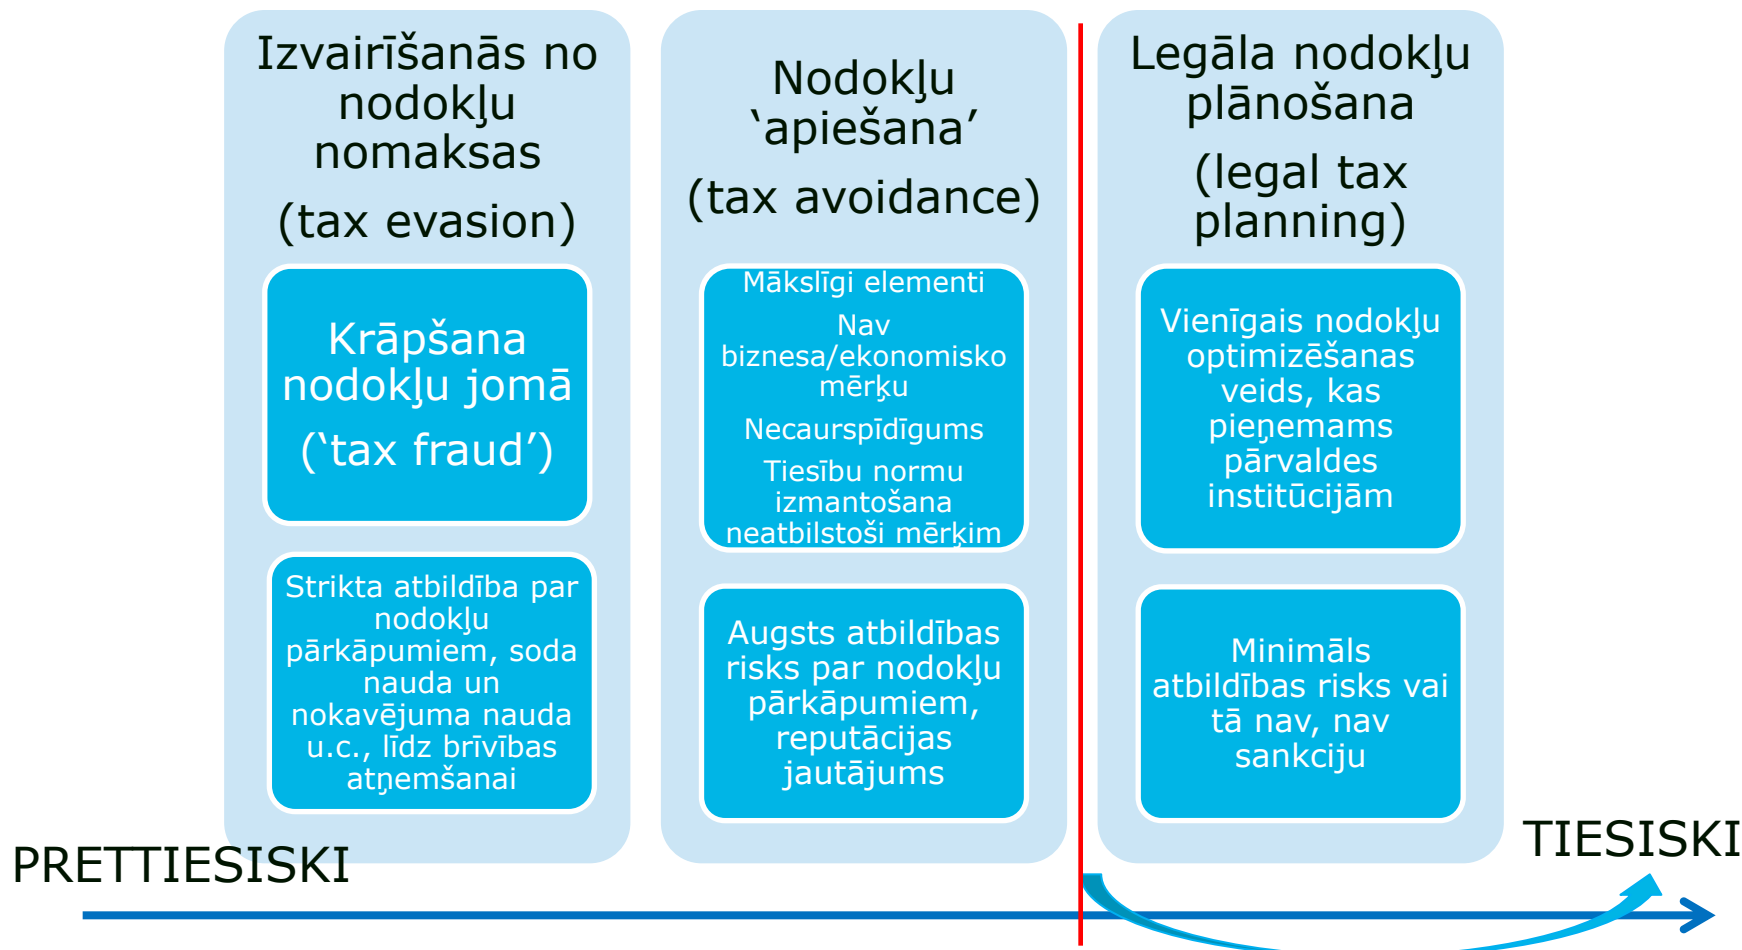 Izvairīšanās no
nodokļu
nomaksas
(tax evasion)
Krāpšana
nodokļu jomā
(‘tax fraud’)
Strikta atbildība par
nodokļu
pārkāpumiem, soda
nauda un
nokavējuma nauda
u.c., līdz brīvības
atņemšanai
Nodokļu
‘apiešana’
(tax avoidance)
Mākslīgi elementi
Nav
biznesa/ekonomisko
mērķu
Necaurspīdīgums
Tiesību normu
izmantošana
neatbilstoši mērķim
Augsts atbildības
risks par nodokļu
pārkāpumiem,
reputācijas
jautājums
Legāla nodokļu
plānošana
(legal tax
planning)
Vienīgais nodokļu
optimizēšanas
veids, kas
pieņemams
pārvaldes
institūcijām
Minimāls
atbildības risks vai
tā nav, nav
sankciju
PRETTIESISKI
TIESISKI